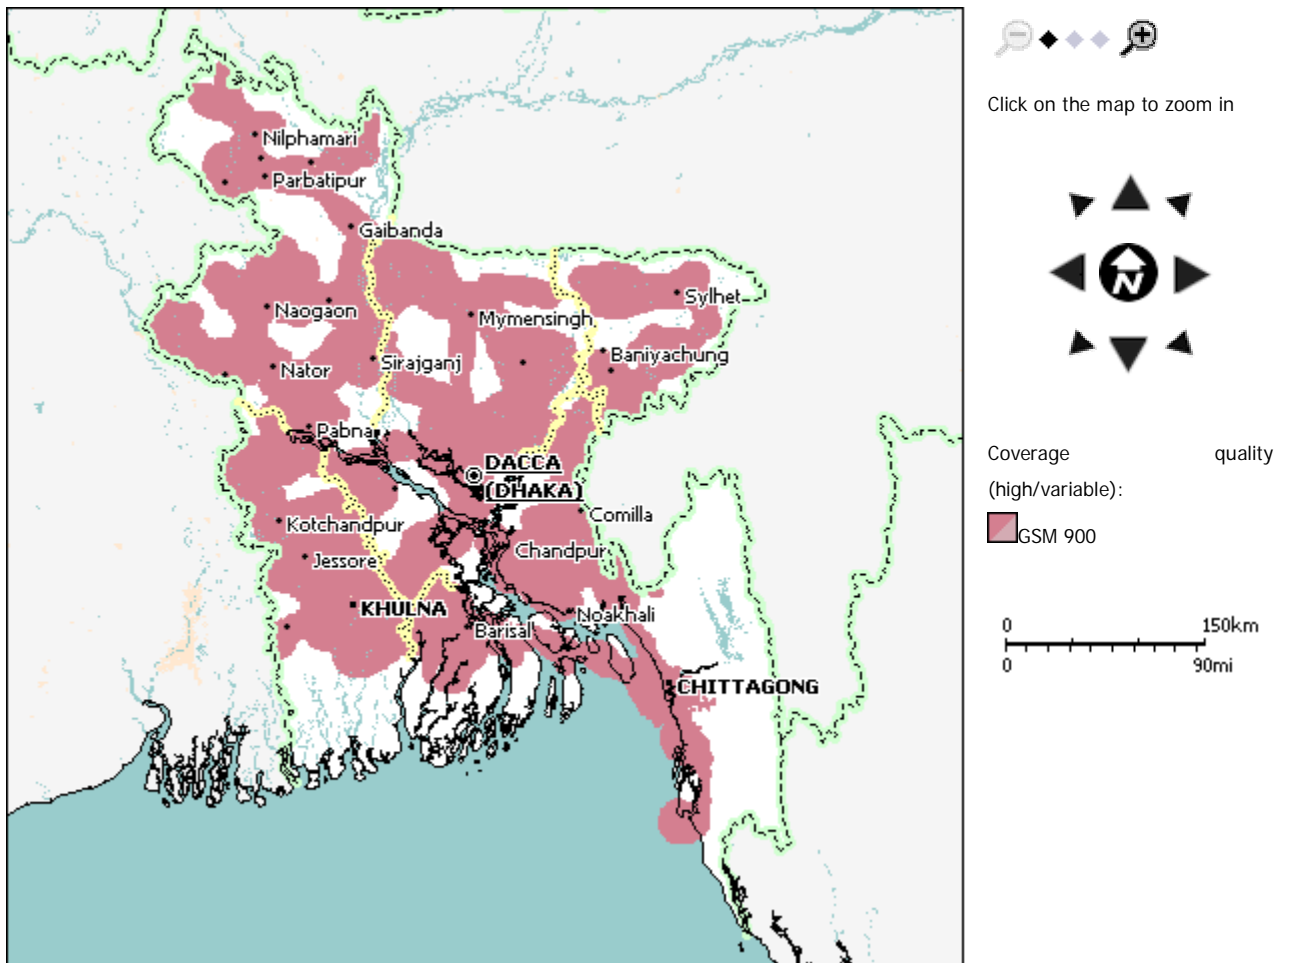 Nilphamari
Parbatipur
Gaibanda
Sylhet
Naogaon
Mymensingh
Baniyachung
Nator
Sirajganj
Pabna
DACCA
(DHAKA)
Comilla
Kotchandpur
Chandpur
Jessore
KHULNA
Noakhali
Barisal
CHITTAGONG
Click on the map to zoom in
N
Coverage quality
(high/variable):
GSM 900
0 150km
0 90mi